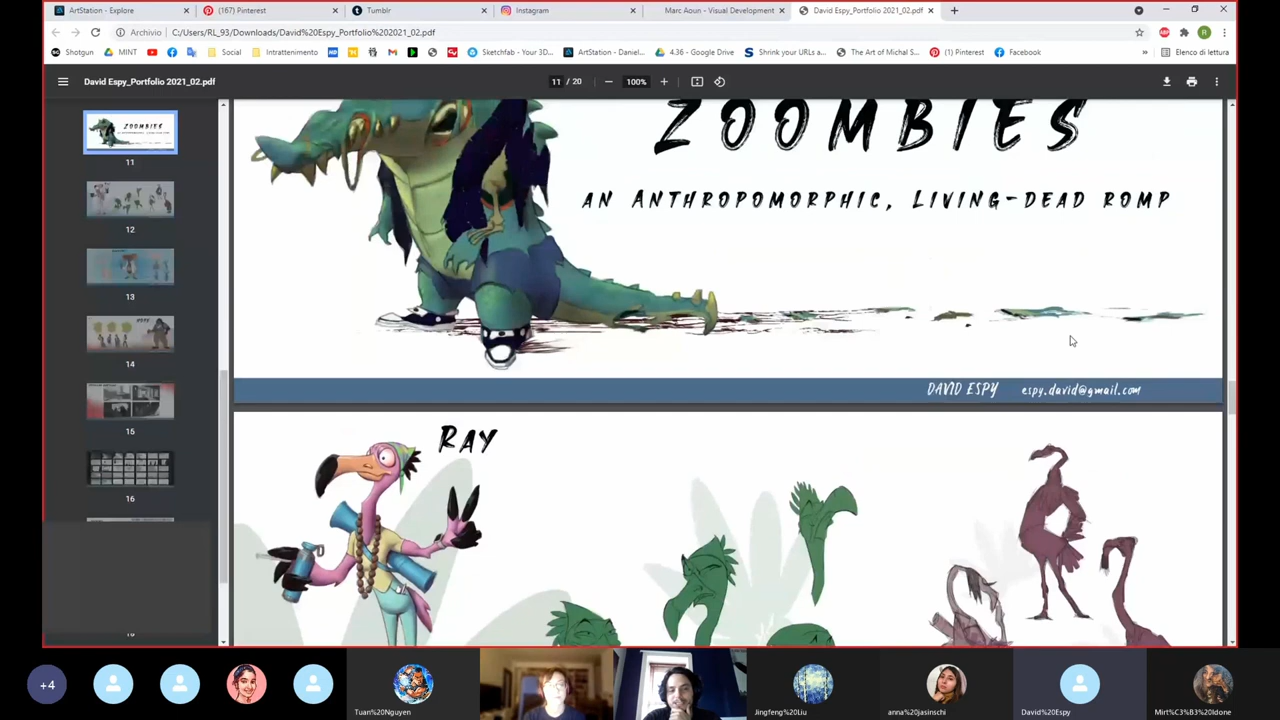 ArtStation - Explore
(167) Pinterest
Tumblr
Instagram
Marc Aoun - Visual Development
David Espy_Portfolio 2021_02.pdf
Archivio
C:/Users/RL_93/Downloads/David%20Espy_Portfolio%202021_02.pdf
R
Shotgun
MINT
Social
Intrattenimento
Sketchfab - Your 3D...
ArtStation - Daniel...
4.36 - Google Drive
Shrink your URLs a...
The Art of Michal S...
(1) Pinterest
Facebook
»
Elenco di lettura
David Espy_Portfolio 2021_02.pdf
11 / 20
100%
11
12
13
14
15
16
ZOOMBIES
AN ANTHROPOMORPHIC, LIVING-DEAD ROMP
DAVID ESPY espy.david@gmail.com
RAY
+4
Tuan%20Nguyen
Jingfeng%20Liu
anna%20jasinschi
David%20Espy
Mirt%C3%B3%20Idone